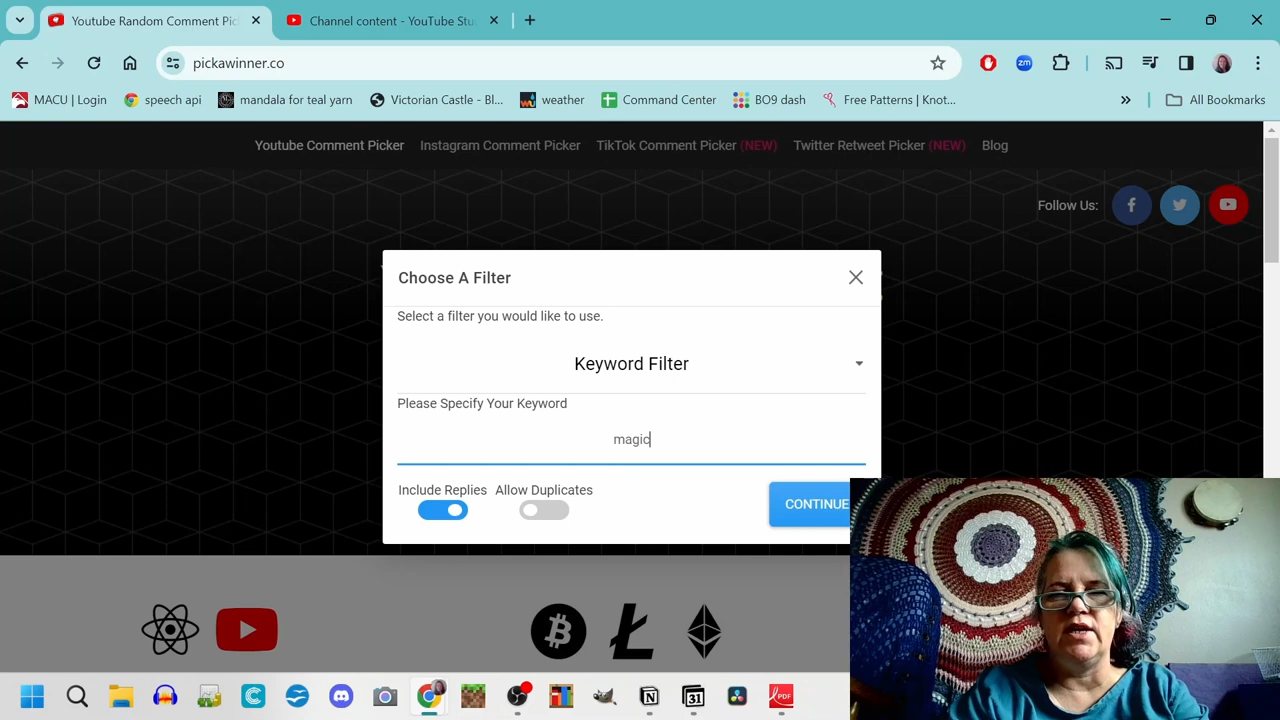 Youtube Random Comment Pic
Channel content - YouTube Stu
pickawinner.co
zm
MACU | Login
speech api
mandala for teal yarn
Victorian Castle - Bl...
weather
Command Center
BO9 dash
Free Patterns | Knot...
All Bookmarks
Youtube Comment Picker
Instagram Comment Picker
TikTok Comment Picker (NEW)
Twitter Retweet Picker (NEW)
Blog
Follow Us:
Choose A Filter
Select a filter you would like to use.
Keyword Filter
Please Specify Your Keyword
magic
Include Replies
Allow Duplicates
CONTINUE
31
PDF